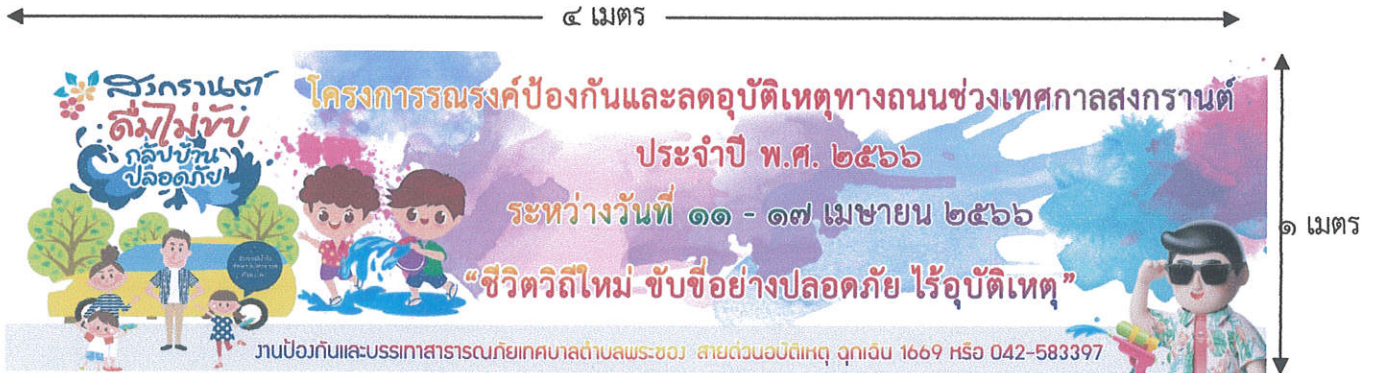 ๔ เมตร
สงกรานต์
ดื่มไม่ขับ
กลับบ้าน
ปลอดภัย
โครงการรณรงค์ป้องกันและลดอุบัติเหตุทางถนนช่วงเทศกาลสงกรานต์
ประจำปี พ.ศ. ๒๕๖๖
ระหว่างวันที่ ๑๑ - ๑๗ เมษายน ๒๕๖๖
“ชีวิตวิถีใหม่ ขับขี่อย่างปลอดภัย ไร้อุบัติเหตุ”
๑ เมตร
งานป้องกันและบรรเทาสาธารณภัยเทศบาลตำบลพระซอง สายด่วนอุบัติเหตุ ฉุกเฉิน 1669 หรือ 042-583397